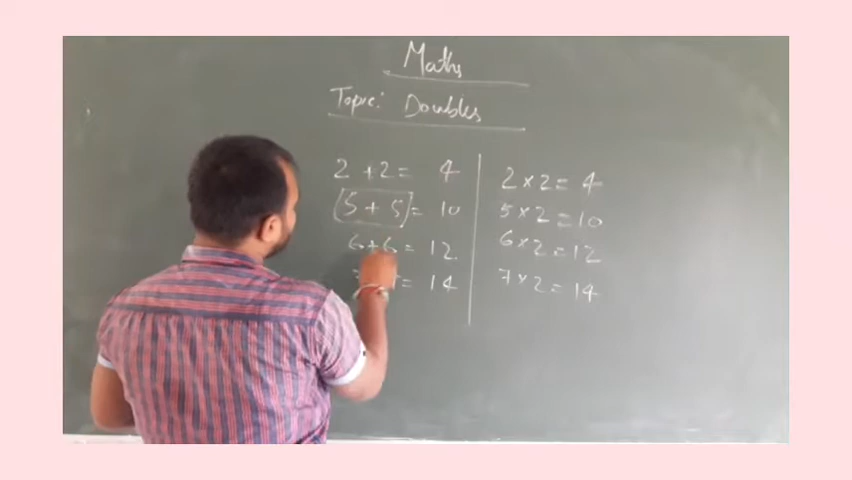 Maths
Topic: Doubles
2 + 2 = 4
5 + 5 = 10
6 + 6 = 12.
= 14
2 × 2 = 4
5 × 2 = 10
6 × 2 = 12
7 × 2 = 14